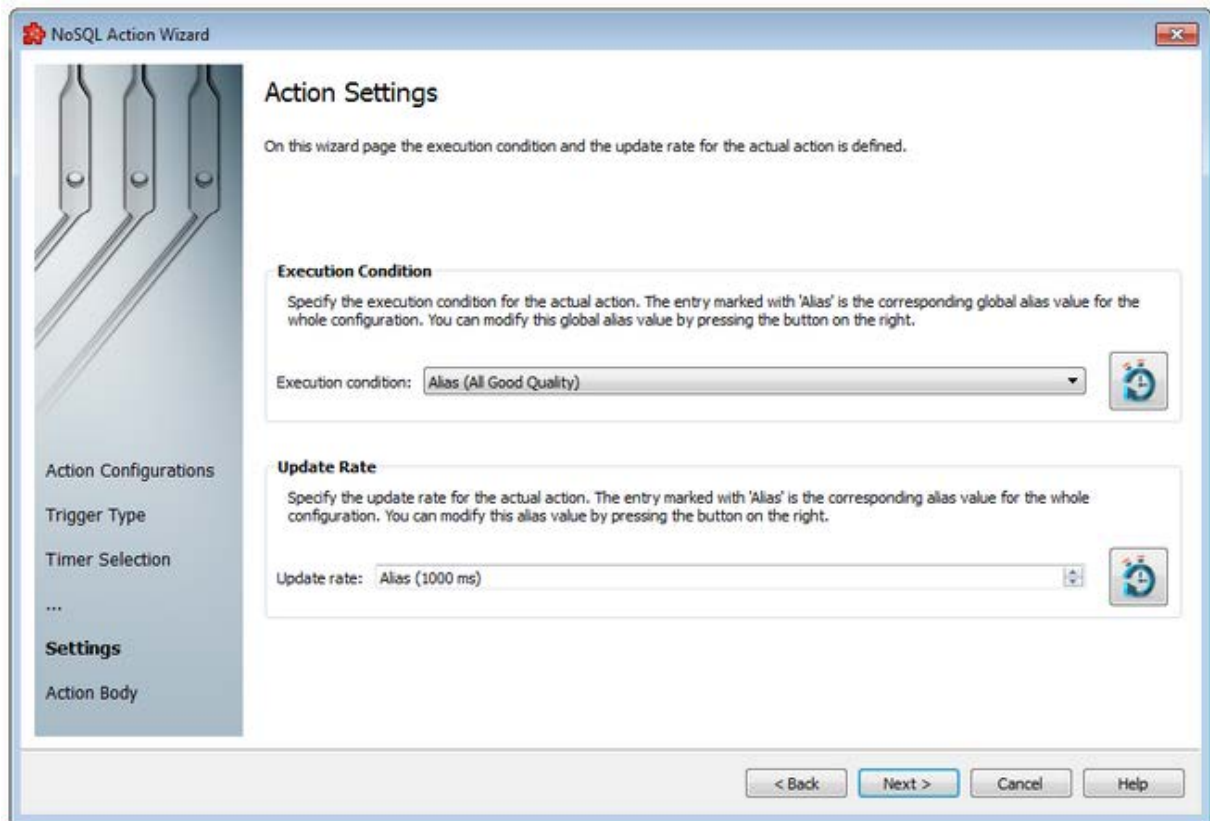 NoSQL Action Wizard
Action Settings
On this wizard page the execution condition and the update rate for the actual action is defined.
Execution Condition
Specify the execution condition for the actual action. The entry marked with 'Alias' is the corresponding global alias value for the
whole configuration. You can modify this global alias value by pressing the button on the right.
Execution condition: Alias (All Good Quality)
Update Rate
Specify the update rate for the actual action. The entry marked with 'Alias' is the corresponding alias value for the whole
configuration. You can modify this alias value by pressing the button on the right.
Update rate: Alias (1000 ms)
Action Configurations
Trigger Type
Timer Selection
...
Settings
Action Body
< Back Next > Cancel Help